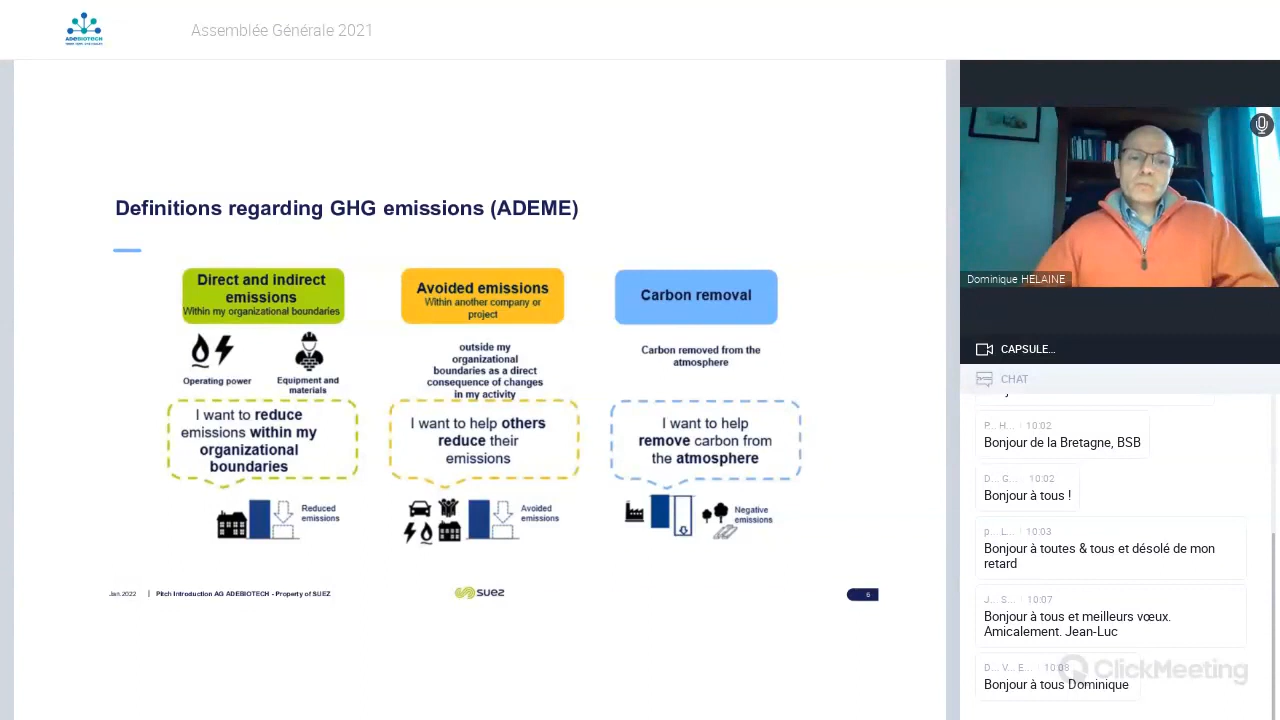 ADEBIOTECH
Assemblée Générale 2021
Definitions regarding GHG emissions (ADEME)
Direct and indirect
emissions
Within my organizational boundaries
Operating power
Equipment and
materials
I want to reduce
emissions within my
organizational
boundaries
Reduced
emissions
Avoided emissions
Within another company or
project
outside my
organizational
boundaries as a direct
consequence of changes
in my activity
I want to help others
reduce their
emissions
Avoided
emissions
Carbon removal
Carbon removed from the
atmosphere
I want to help
remove carbon from
the atmosphere
Negative
emissions
Jan.2022 | Pitch Introduction AG ADEBIOTECH - Property of SUEZ
suez
6
Dominique HELAINE
CAPSULE...
CHAT
P... H... 10:02
Bonjour de la Bretagne, BSB
D... G... 10:02
Bonjour à tous !
p... L... 10:03
Bonjour à toutes & tous et désolé de mon
retard
J... S... 10:07
Bonjour à tous et meilleurs vœux.
Amicalement. Jean-Luc
D... V... E... 10:08
Bonjour à tous Dominique
ClickMeeting